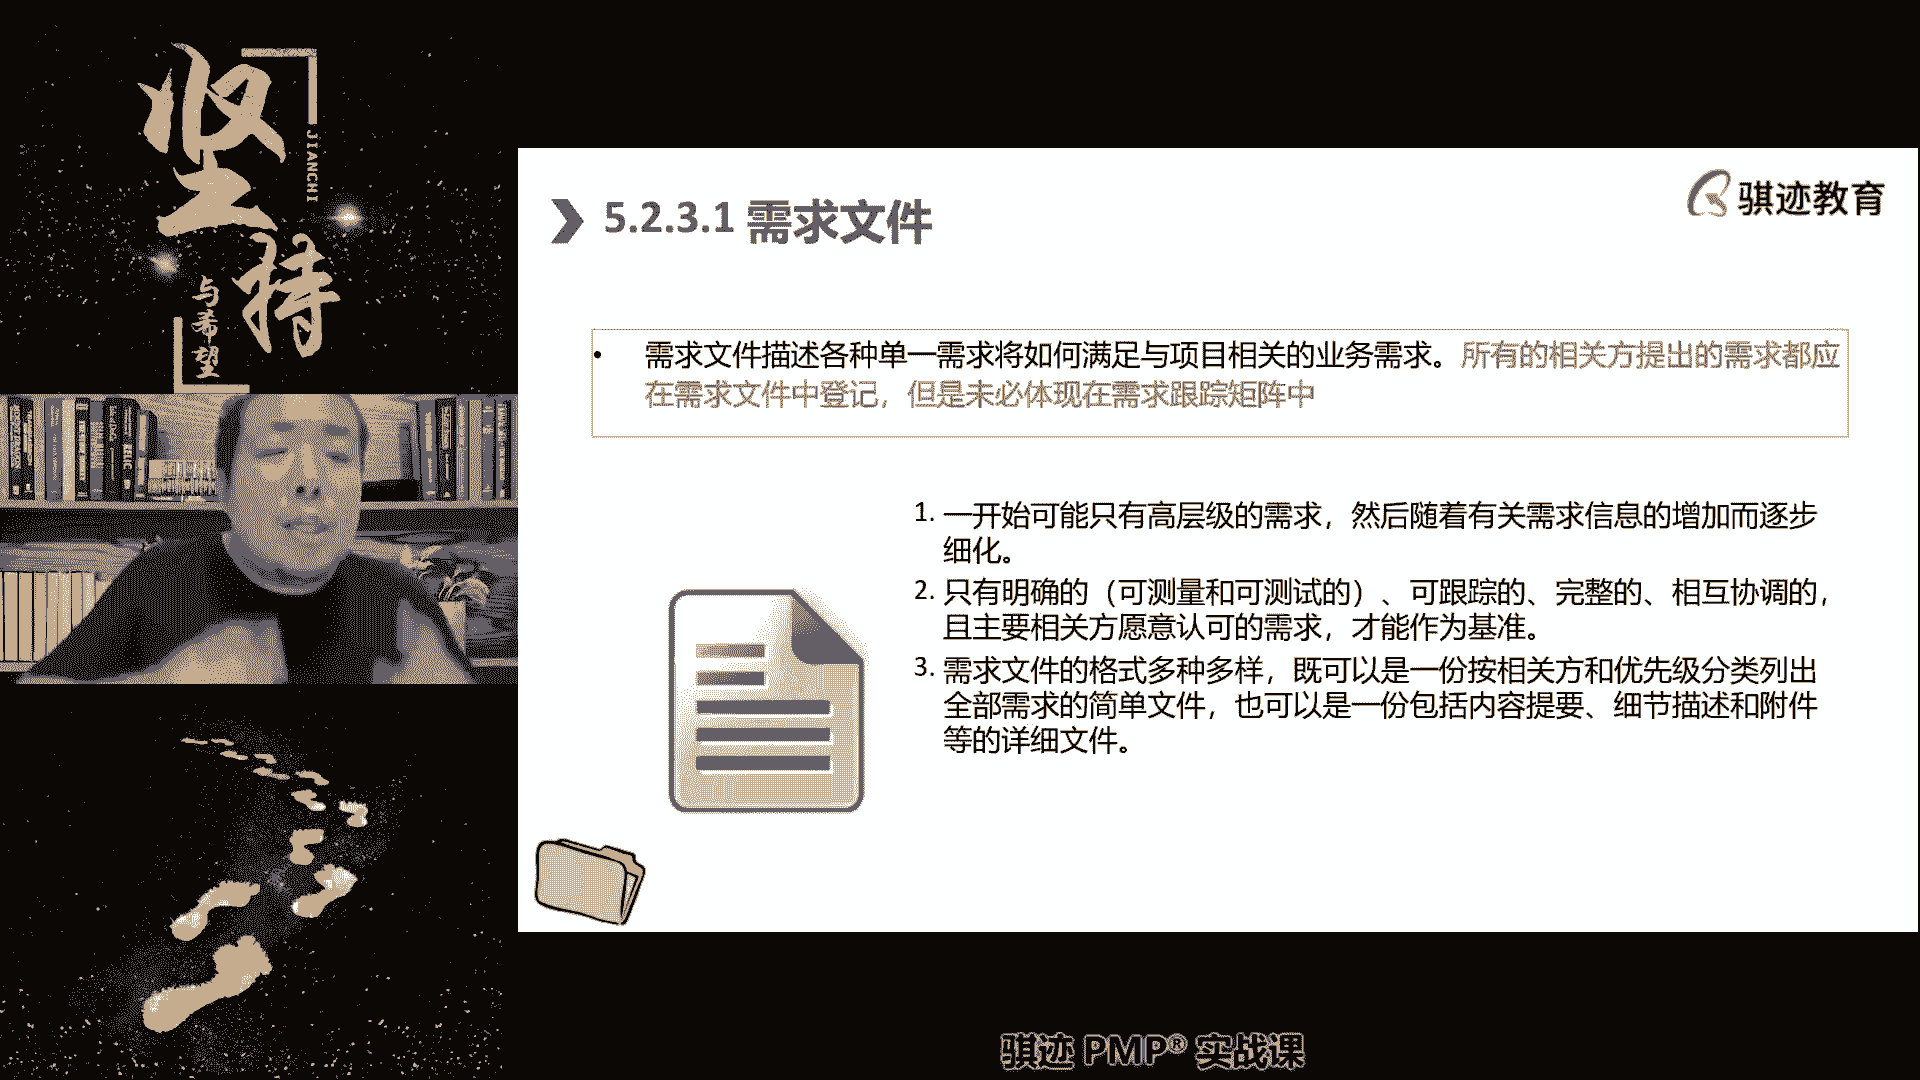 坚持
JIANCHI
与希望
骐迹教育
5.2.3.1 需求文件
• 需求文件描述各种单一需求将如何满足与项目相关的业务需求。所有的相关方提出的需求都应
在需求文件中登记，但是未必体现在需求跟踪矩阵中
1. 一开始可能只有高层级的需求，然后随着有关需求信息的增加而逐步
细化。
2. 只有明确的（可测量和可测试的）、可跟踪的、完整的、相互协调的，
且主要相关方愿意认可的需求，才能作为基准。
3. 需求文件的格式多种多样，既可以是一份按相关方和优先级分类列出
全部需求的简单文件，也可以是一份包括内容提要、细节描述和附件
等的详细文件。
骐迹 PMP® 实战课